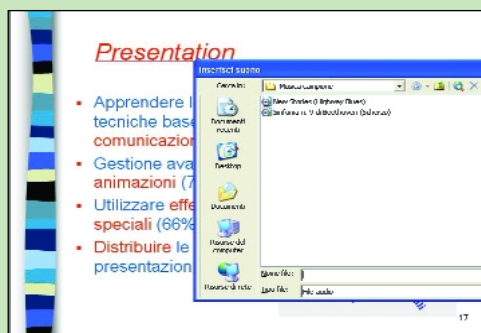 Presentation
Inserisci suono
Cerca in:
Musica campione
New Stories (Highway Blues)
Sinfonia n. 9 di Beethoven (Scherzo)
Documenti recenti
Desktop
Documenti
Risorse del computer
Risorse di rete
Nome file:
Tipo file:
File audio
▪ Apprendere l
tecniche base
comunicazion
▪ Gestione ava
animazioni (7
▪ Utilizzare effe
speciali (66%
▪ Distribuire le
presentazion
17